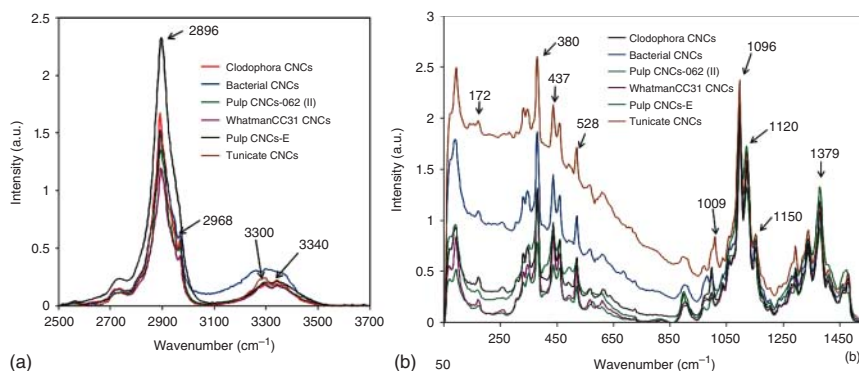 2.5
2
1.5
1
0.5
0
2500 2700 2900 3100 3300 3500 3700
Intensity (a.u.)
Wavenumber (cm−1)
2896
2968
3300
3340
Clodophora CNCs
Bacterial CNCs
Pulp CNCs-062 (II)
WhatmanCC31 CNCs
Pulp CNCs-E
Tunicate CNCs
(a)
3
2.5
2
1.5
1
0.5
0
50 250 450 650 850 1050 1250 1450
Intensity (a.u.)
Wavenumber (cm−1)
172
380
437
528
1009
1096
1120
1150
1379
Clodophora CNCs
Bacterial CNCs
Pulp CNCs-062 (II)
WhatmanCC31 CNCs
Pulp CNCs-E
Tunicate CNCs
(b)
(b)